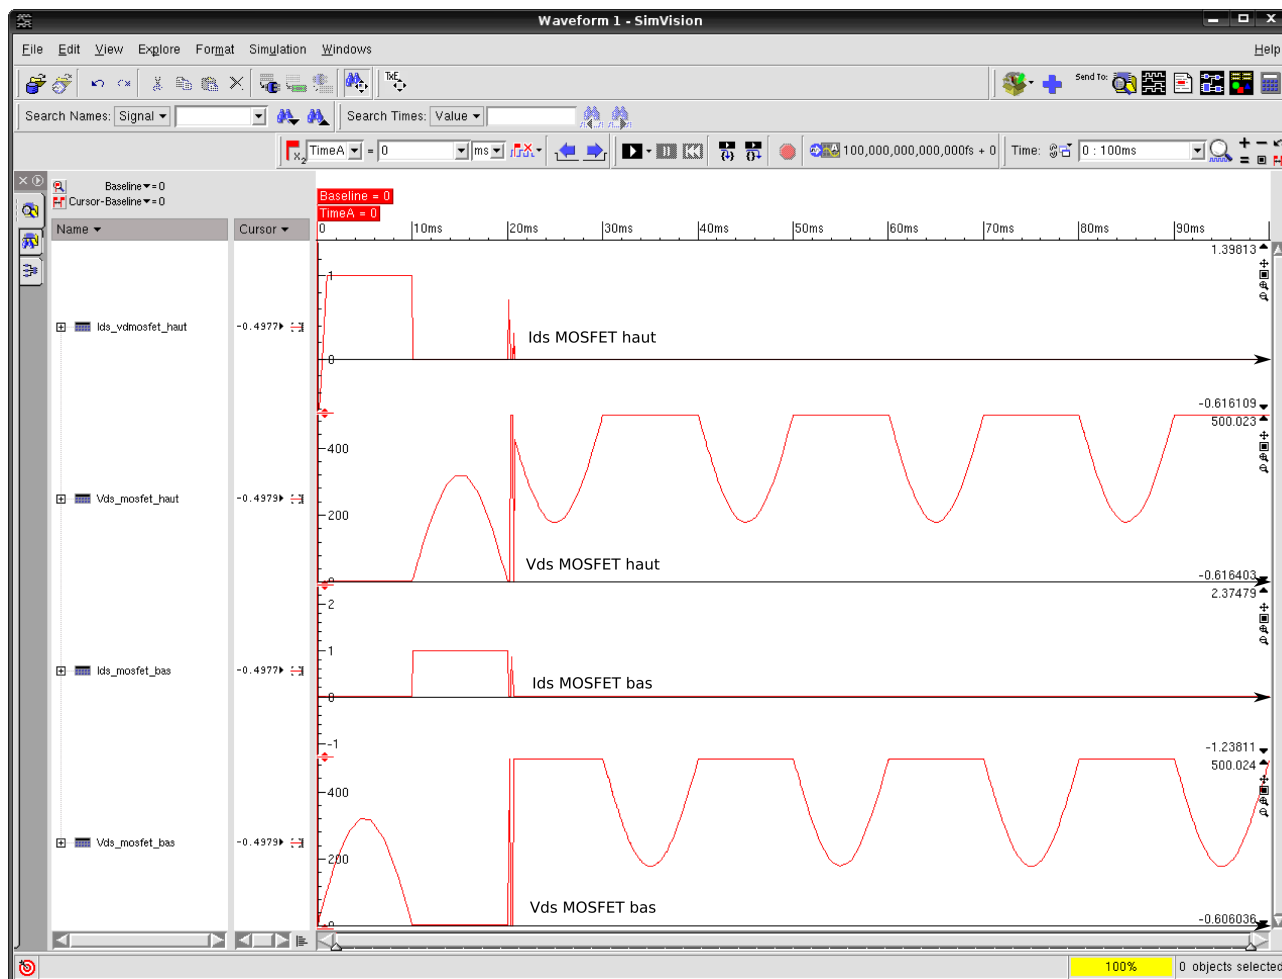 Waveform 1 - SimVision
File Edit View Explore Format Simulation Windows Help
TxE
Send To:
Search Names: Signal Search Times: Value
X2 TimeA = 0 ms 100,000,000,000,000fs + 0 Time: 0 : 100ms
Baseline = 0
Cursor-Baseline = 0
Name Cursor
Baseline = 0
TimeA = 0
0 10ms 20ms 30ms 40ms 50ms 60ms 70ms 80ms 90ms
1.39813
1
Ids_vdmosfet_haut -0.4977
Ids MOSFET haut
0
-0.616109
500.023
400
Vds_mosfet_haut -0.4979
200
Vds MOSFET haut
0
-0.616403
2.37479
2
1
Ids_mosfet_bas -0.4977
Ids MOSFET bas
0
-1
-1.23811
500.024
400
Vds_mosfet_bas -0.4979
200
Vds MOSFET bas
0
-0.606036
100% 0 objects selected